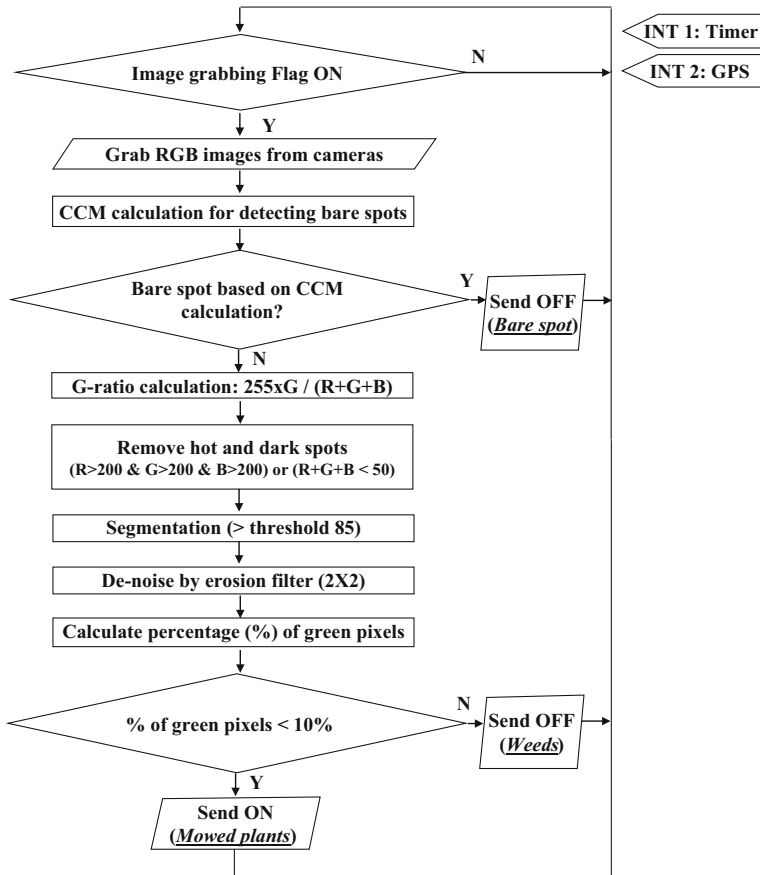 INT 1: Timer
Image grabbing Flag ON
N
INT 2: GPS
Y
Grab RGB images from cameras
CCM calculation for detecting bare spots
Bare spot based on CCM
calculation?
Y
Send OFF
(Bare spot)
N
G-ratio calculation: 255xG / (R+G+B)
Remove hot and dark spots
(R>200 & G>200 & B>200) or (R+G+B < 50)
Segmentation (> threshold 85)
De-noise by erosion filter (2X2)
Calculate percentage (%) of green pixels
% of green pixels < 10%
N
Send OFF
(Weeds)
Y
Send ON
(Mowed plants)